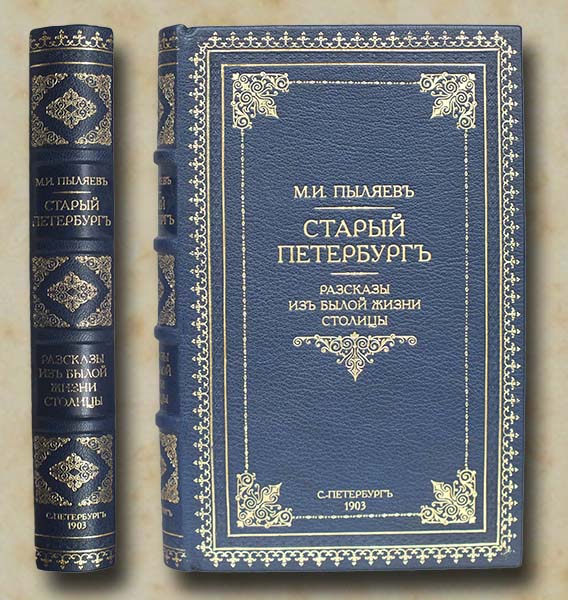 М.И. ПЫЛЯЕВЪ
СТАРЫЙ
ПЕТЕРБУРГЪ
РАЗСКАЗЫ
ИЗЪ БЫЛОЙ
ЖИЗНИ
СТОЛИЦЫ
С.-ПЕТЕРБУРГЪ
1903
М.И. ПЫЛЯЕВЪ
СТАРЫЙ
ПЕТЕРБУРГЪ
РАЗСКАЗЫ
ИЗЪ БЫЛОЙ ЖИЗНИ
СТОЛИЦЫ
С.-ПЕТЕРБУРГЪ
1903